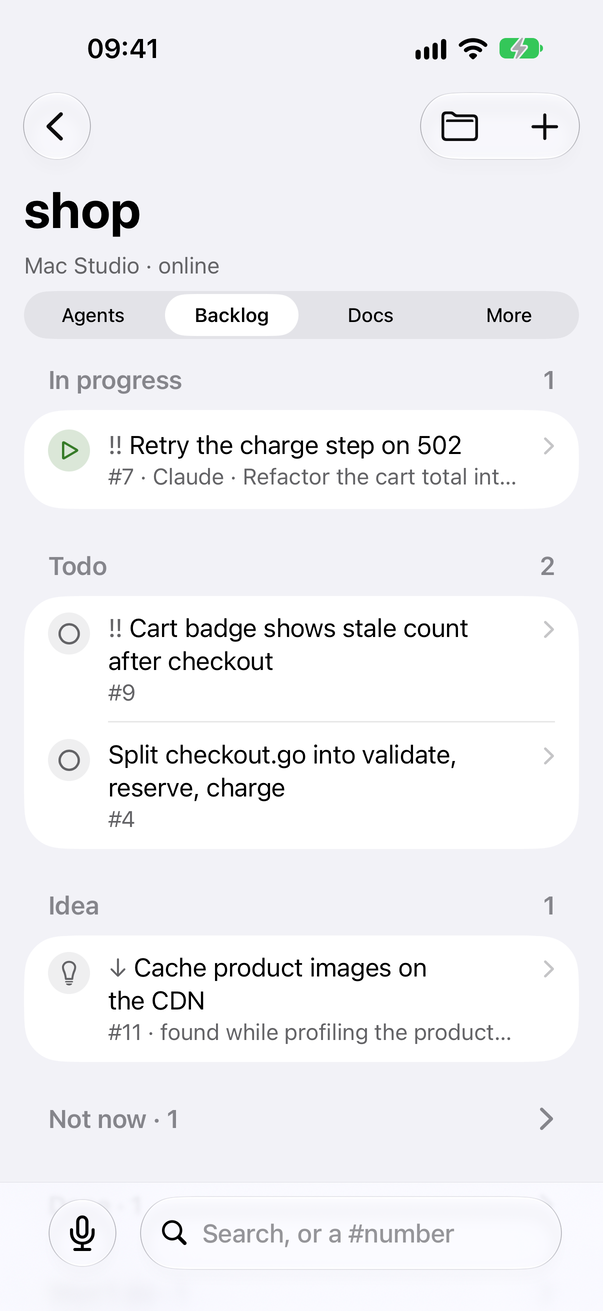 09:41
shop
Mac Studio · online
Agents
Backlog
Docs
More
In progress
1
!! Retry the charge step on 502
#7 · Claude · Refactor the cart total int...
Todo
2
!! Cart badge shows stale count
after checkout
#9
Split checkout.go into validate,
reserve, charge
#4
Idea
1
↓ Cache product images on
the CDN
#11 · found while profiling the product...
Not now · 1
Search, or a #number